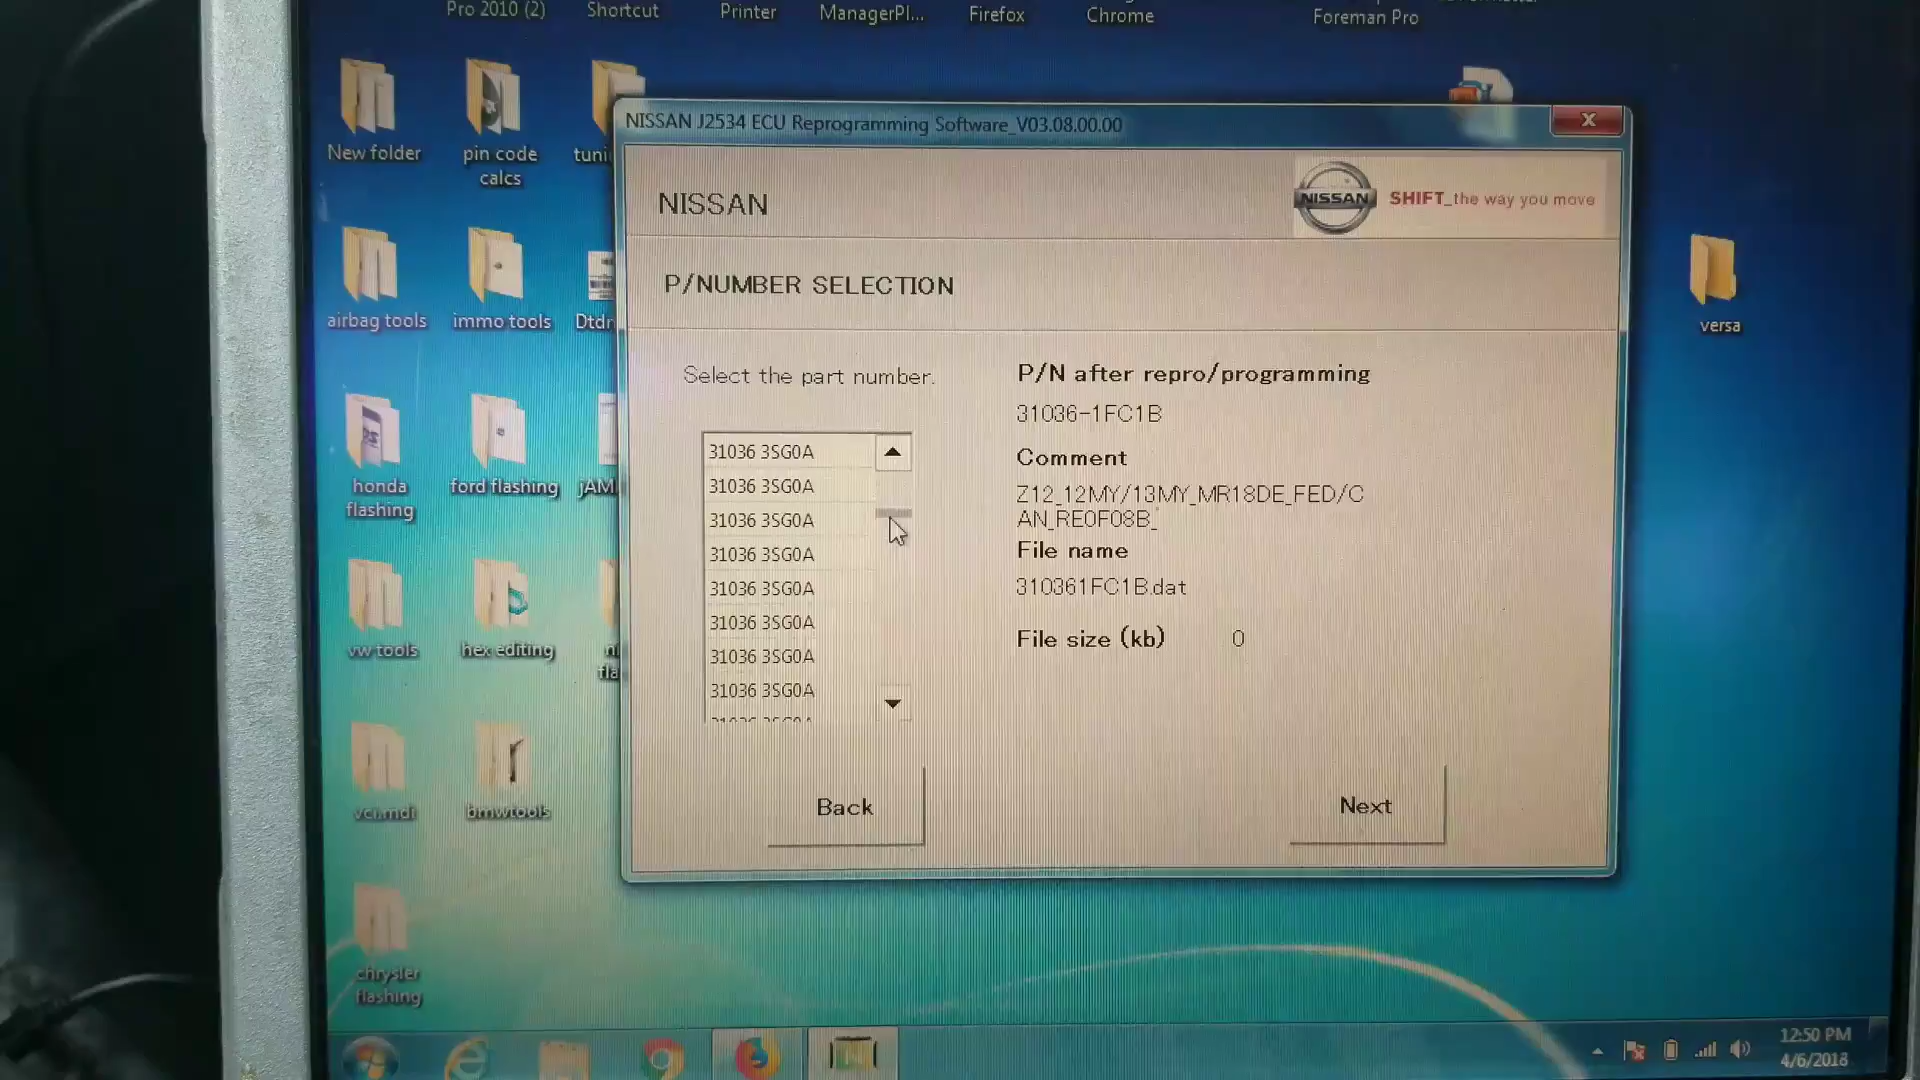 Pro 2010 (2)
Shortcut
Printer
ManagerPl...
Firefox
Chrome
Foreman Pro
New folder
pin code
calcs
tuni
airbag tools
immo tools
Dtdr
honda
flashing
ford flashing
jAM
vw tools
hex editing
vci.mdi
bmwtools
chrysler
flashing
versa
NISSAN J2534 ECU Reprogramming Software_V03.08.00.00
NISSAN
NISSAN
SHIFT_the way you move
P/NUMBER SELECTION
Select the part number.
31036 3SG0A
31036 3SG0A
31036 3SG0A
31036 3SG0A
31036 3SG0A
31036 3SG0A
31036 3SG0A
31036 3SG0A
P/N after repro/programming
31036-1FC1B
Comment
Z12_12MY/13MY_MR18DE_FED/C
AN_RE0F08B_
File name
310361FC1B.dat
File size (kb) 0
Back
Next
12:50 PM
4/6/2018